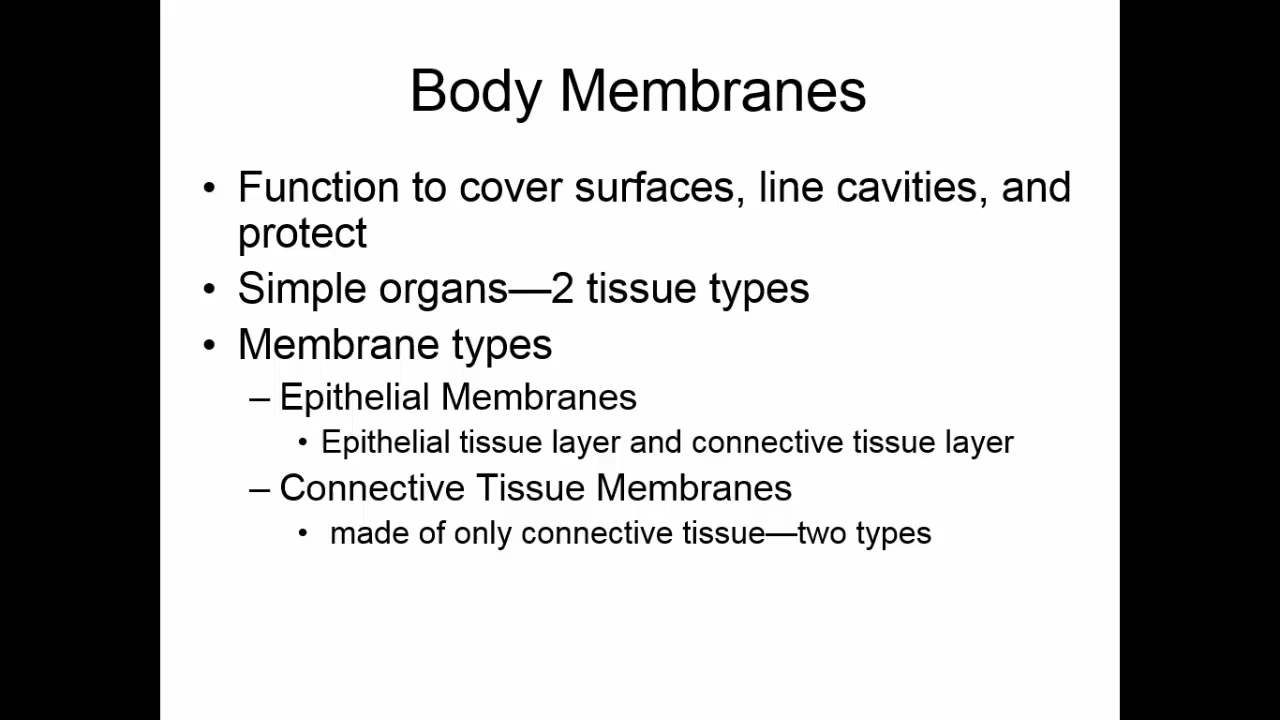 Body Membranes
• Function to cover surfaces, line cavities, and
protect
• Simple organs—2 tissue types
• Membrane types
– Epithelial Membranes
• Epithelial tissue layer and connective tissue layer
– Connective Tissue Membranes
• made of only connective tissue—two types